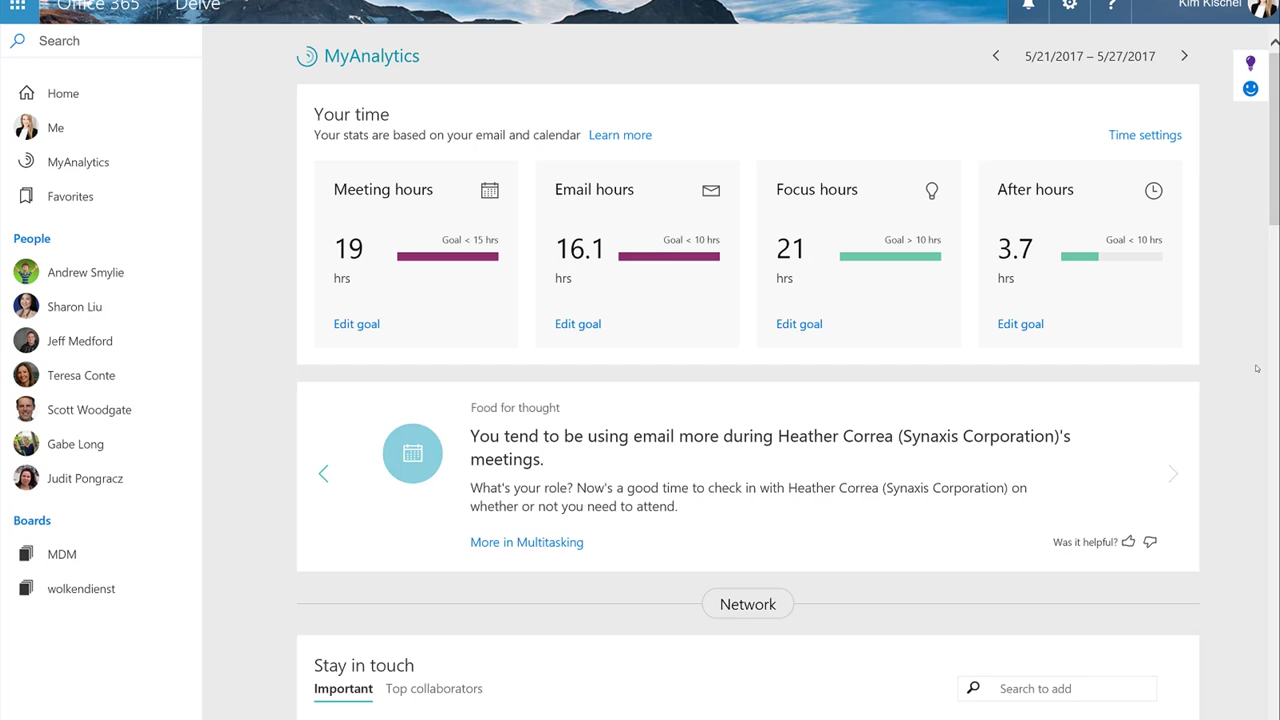 Office 365
Delve
Kim Kischel
Search
Home
Me
MyAnalytics
Favorites
People
Andrew Smylie
Sharon Liu
Jeff Medford
Teresa Conte
Scott Woodgate
Gabe Long
Judit Pongracz
Boards
MDM
wolkendienst
MyAnalytics
5/21/2017 – 5/27/2017
Your time
Your stats are based on your email and calendar Learn more
Time settings
Meeting hours
19
hrs
Goal < 15 hrs
Edit goal
Email hours
16.1
hrs
Goal < 10 hrs
Edit goal
Focus hours
21
hrs
Goal > 10 hrs
Edit goal
After hours
3.7
hrs
Goal < 10 hrs
Edit goal
Food for thought
You tend to be using email more during Heather Correa (Synaxis Corporation)'s
meetings.
What's your role? Now's a good time to check in with Heather Correa (Synaxis Corporation) on
whether or not you need to attend.
More in Multitasking
Was it helpful?
Network
Stay in touch
Important
Top collaborators
Search to add